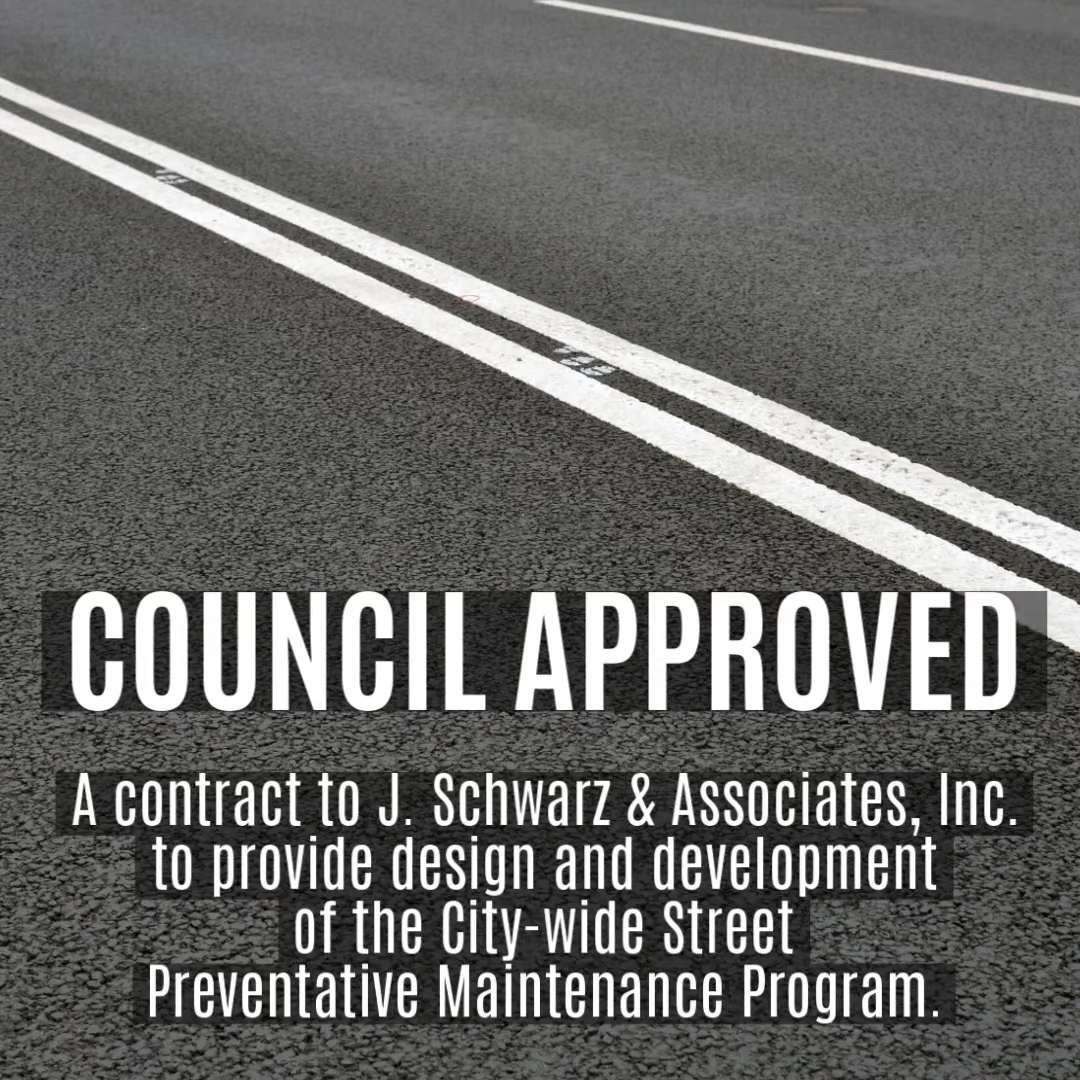 COUNCIL APPROVED
A contract to J. Schwarz & Associates, Inc.
to provide design and development
of the City-wide Street
Preventative Maintenance Program.